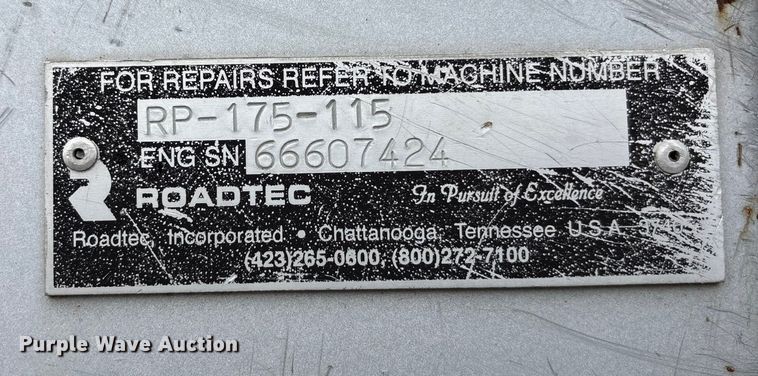 FOR REPAIRS REFER TO MACHINE NUMBER
RP-175-115
ENG SN 66607424
ROADTEC In Pursuit of Excellence
Roadtec, Incorporated • Chattanooga, Tennessee U.S.A.
(423)265-0600, (800)272-7100
Purple Wave Auction